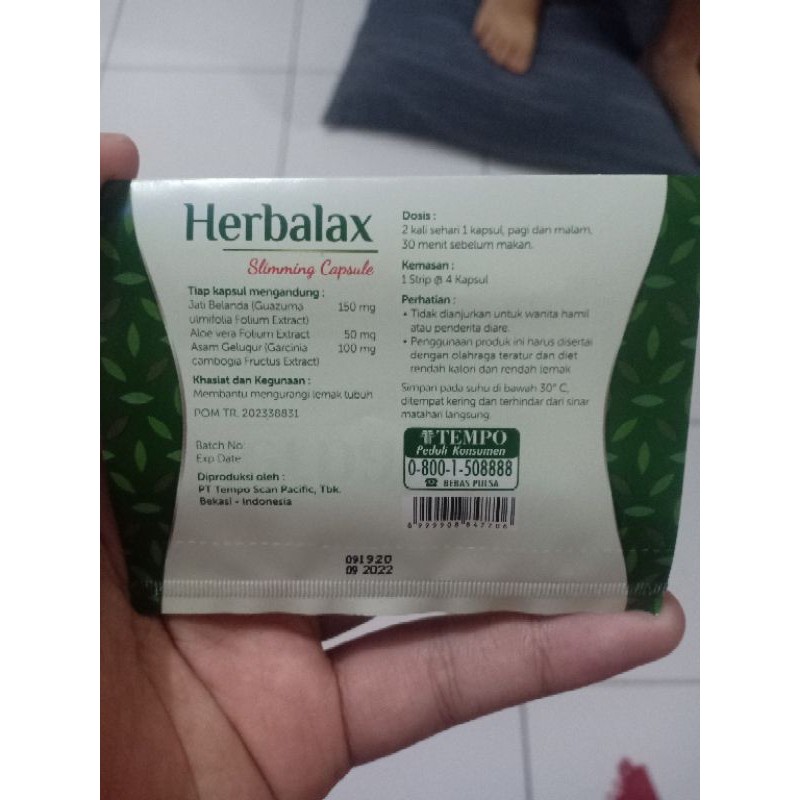 Herbalax
Slimming Capsule
Tiap kapsul mengandung :
Jati Belanda (Guazuma 150 mg
ulmifolia Folium Extract)
Aloe vera Folium Extract 50 mg
Asam Gelugur (Garcinia 100 mg
cambogia Fructus Extract)
Khasiat dan Kegunaan :
Membantu mengurangi lemak tubuh
POM TR. 202338831
Batch No:
Exp Date
Diproduksi oleh :
PT Tempo Scan Pacific, Tbk.
Bekasi - Indonesia
Dosis :
2 kali sehari 1 kapsul, pagi dan malam,
30 menit sebelum makan.
Kemasan :
1 Strip @ 4 Kapsul
Perhatian :
• Tidak dianjurkan untuk wanita hamil
atau penderita diare.
• Penggunaan produk ini harus disertai
dengan olahraga teratur dan diet
rendah kalori dan rendah lemak
Simpan pada suhu di bawah 30° C,
ditempat kering dan terhindar dari sinar
matahari langsung.
TEMPO
Peduli Konsumen
0-800-1-508888
BEBAS PULSA
8 999908 847706
091920
09 2022